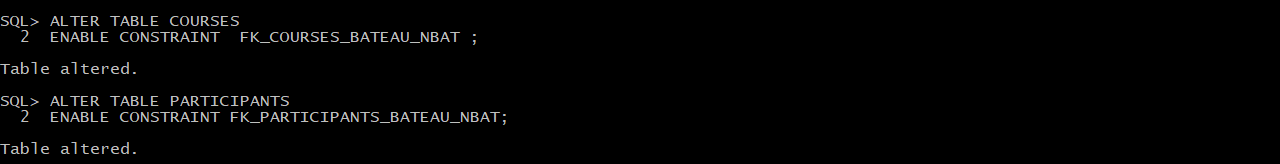 SQL> ALTER TABLE COURSES
  2  ENABLE CONSTRAINT  FK_COURSES_BATEAU_NBAT ;
Table altered.
SQL> ALTER TABLE PARTICIPANTS
  2  ENABLE CONSTRAINT FK_PARTICIPANTS_BATEAU_NBAT;
Table altered.